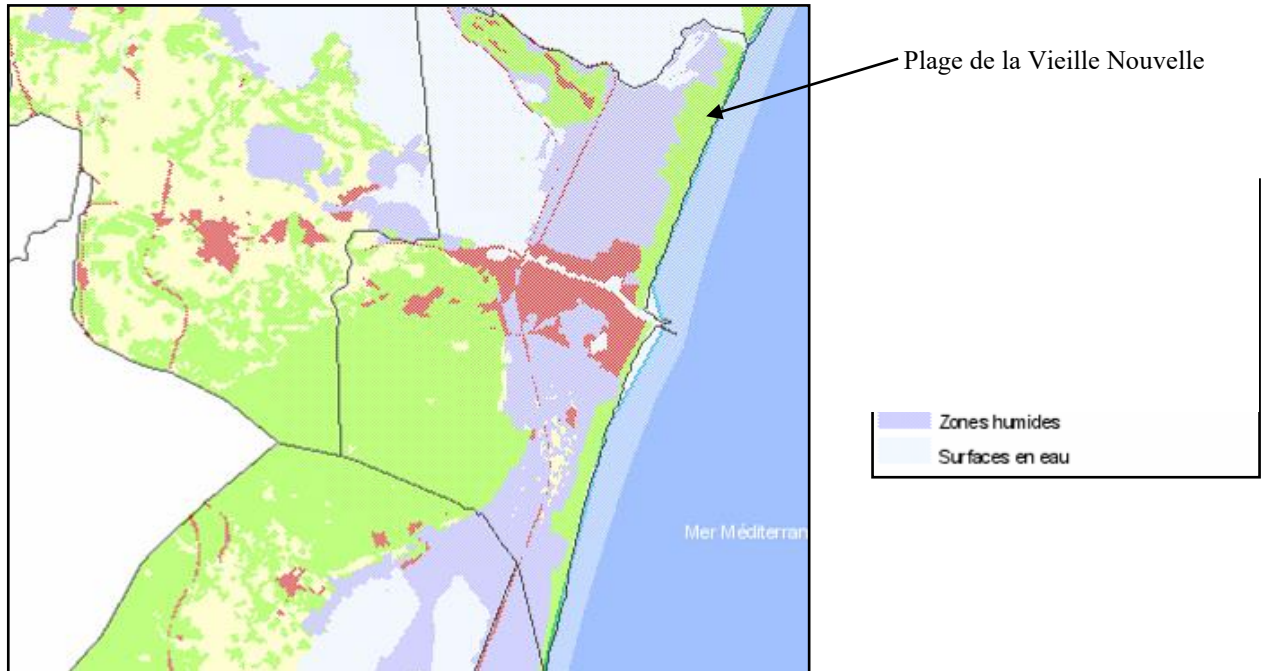 Plage de la Vieille Nouvelle
Zones humides
Surfaces en eau
Mer Méditerran